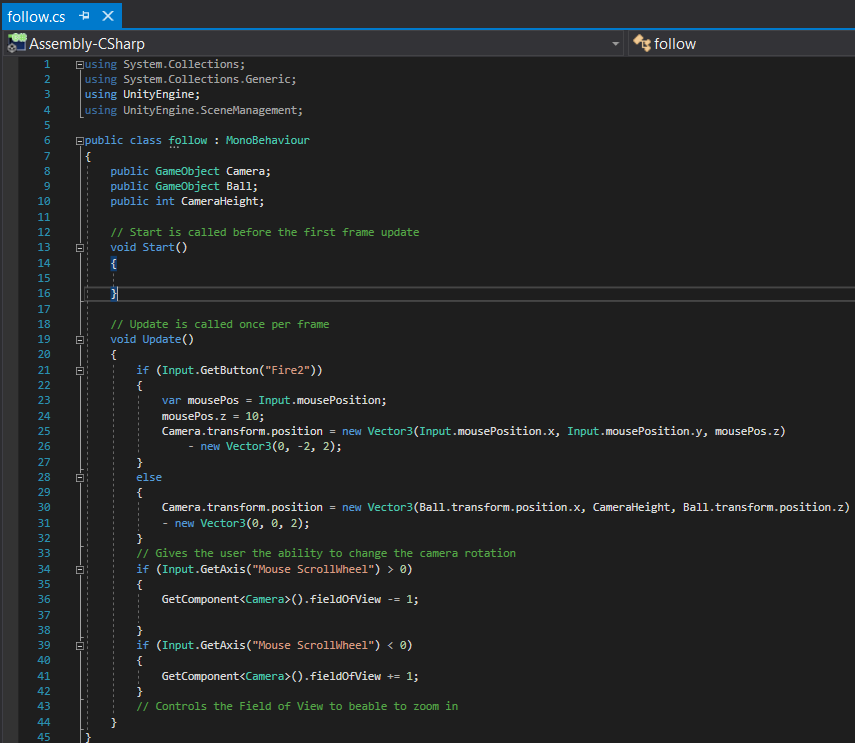 follow.cs
Assembly-CSharp
follow
1 using System.Collections;
2 using System.Collections.Generic;
3 using UnityEngine;
4 using UnityEngine.SceneManagement;
5
6 public class follow : MonoBehaviour
7 {
8 public GameObject Camera;
9 public GameObject Ball;
10 public int CameraHeight;
11
12 // Start is called before the first frame update
13 void Start()
14 {
15
16 }
17
18 // Update is called once per frame
19 void Update()
20 {
21 if (Input.GetButton("Fire2"))
22 {
23 var mousePos = Input.mousePosition;
24 mousePos.z = 10;
25 Camera.transform.position = new Vector3(Input.mousePosition.x, Input.mousePosition.y, mousePos.z)
26 - new Vector3(0, -2, 2);
27 }
28 else
29 {
30 Camera.transform.position = new Vector3(Ball.transform.position.x, CameraHeight, Ball.transform.position.z)
31 - new Vector3(0, 0, 2);
32 }
33 // Gives the user the ability to change the camera rotation
34 if (Input.GetAxis("Mouse ScrollWheel") > 0)
35 {
36 GetComponent<Camera>().fieldOfView -= 1;
37
38 }
39 if (Input.GetAxis("Mouse ScrollWheel") < 0)
40 {
41 GetComponent<Camera>().fieldOfView += 1;
42 }
43 // Controls the Field of View to beable to zoom in
44 }
45 }